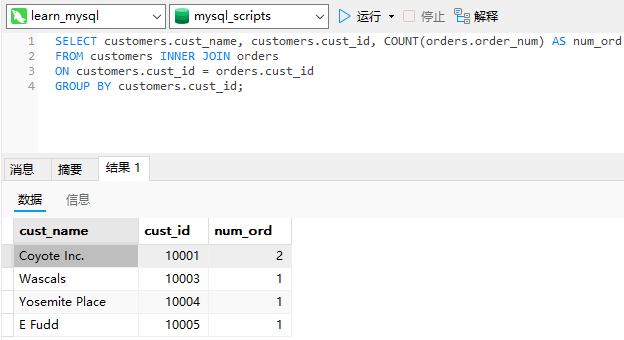 learn_mysql mysql_scripts 运行 停止 解释
1 SELECT customers.cust_name, customers.cust_id, COUNT(orders.order_num) AS num_ord
2 FROM customers INNER JOIN orders
3 ON customers.cust_id = orders.cust_id
4 GROUP BY customers.cust_id;
消息 摘要 结果 1
数据 信息
cust_name cust_id num_ord
Coyote Inc. 10001 2
Wascals 10003 1
Yosemite Place 10004 1
E Fudd 10005 1